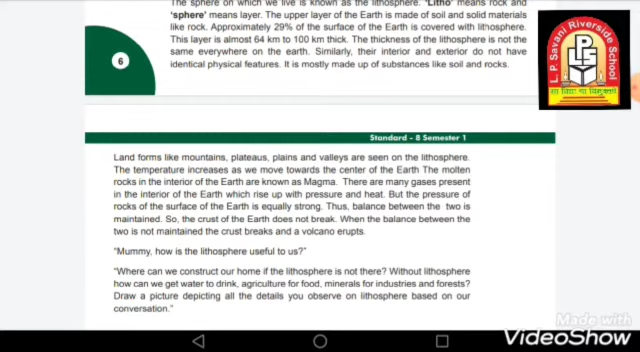 The sphere on which we live is known as the lithosphere. 'Litho' means rock and
'sphere' means layer. The upper layer of the Earth is made of soil and solid materials
like rock. Approximately 29% of the surface of the Earth is covered with lithosphere.
This layer is almost 64 km to 100 km thick. The thickness of the lithosphere is not the
same everywhere on the earth. Similarly, their interior and exterior do not have
identical physical features. It is mostly made up of substances like soil and rocks.
6
L. P. Savani Riverside School
LPS
सा विद्या या विमुक्तये
Standard - 8 Semester 1
Land forms like mountains, plateaus, plains and valleys are seen on the lithosphere.
The temperature increases as we move towards the center of the Earth The molten
rocks in the interior of the Earth are known as Magma. There are many gases present
in the interior of the Earth which rise up with pressure and heat. But the pressure of
rocks of the surface of the Earth is equally strong. Thus, balance between the two is
maintained. So, the crust of the Earth does not break. When the balance between the
two is not maintained the crust breaks and a volcano erupts.
"Mummy, how is the lithosphere useful to us?"
"Where can we construct our home if the lithosphere is not there? Without lithosphere
how can we get water to drink, agriculture for food, minerals for industries and forests?
Draw a picture depicting all the details you observe on lithosphere based on our
conversation."
Made with
VideoShow